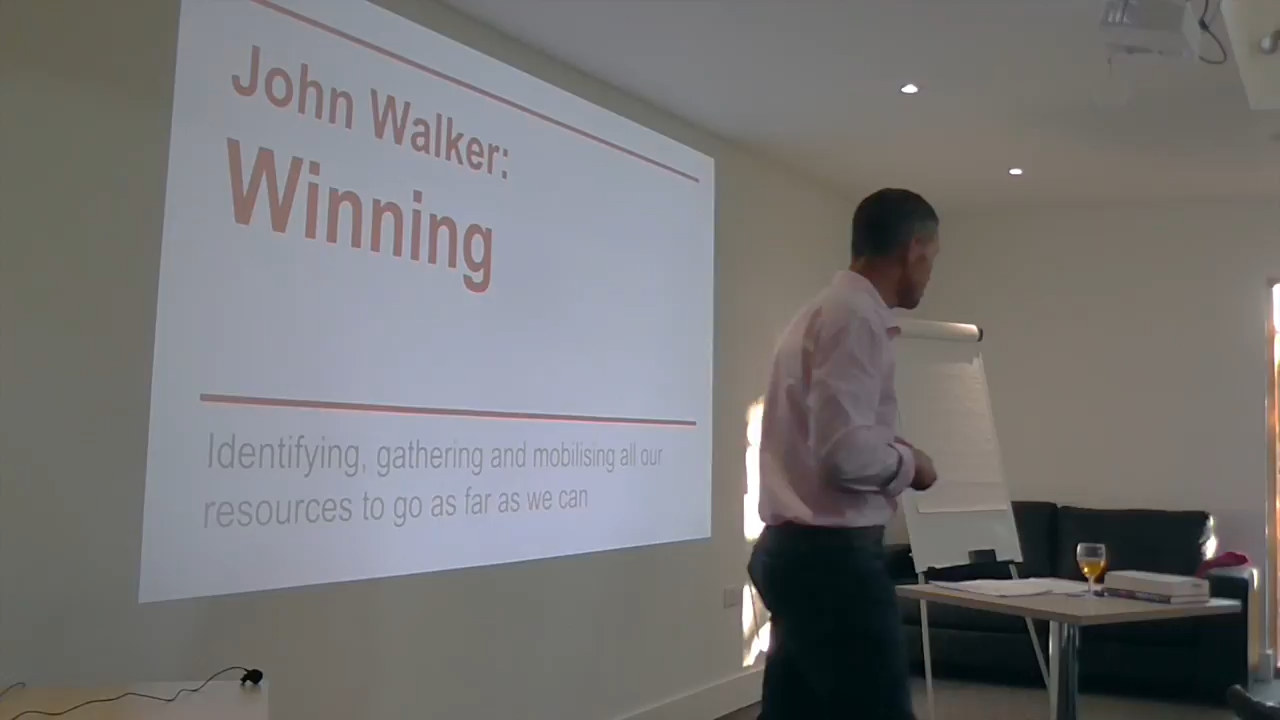 John Walker:
Winning
Identifying, gathering and mobilising all our
resources to go as far as we can